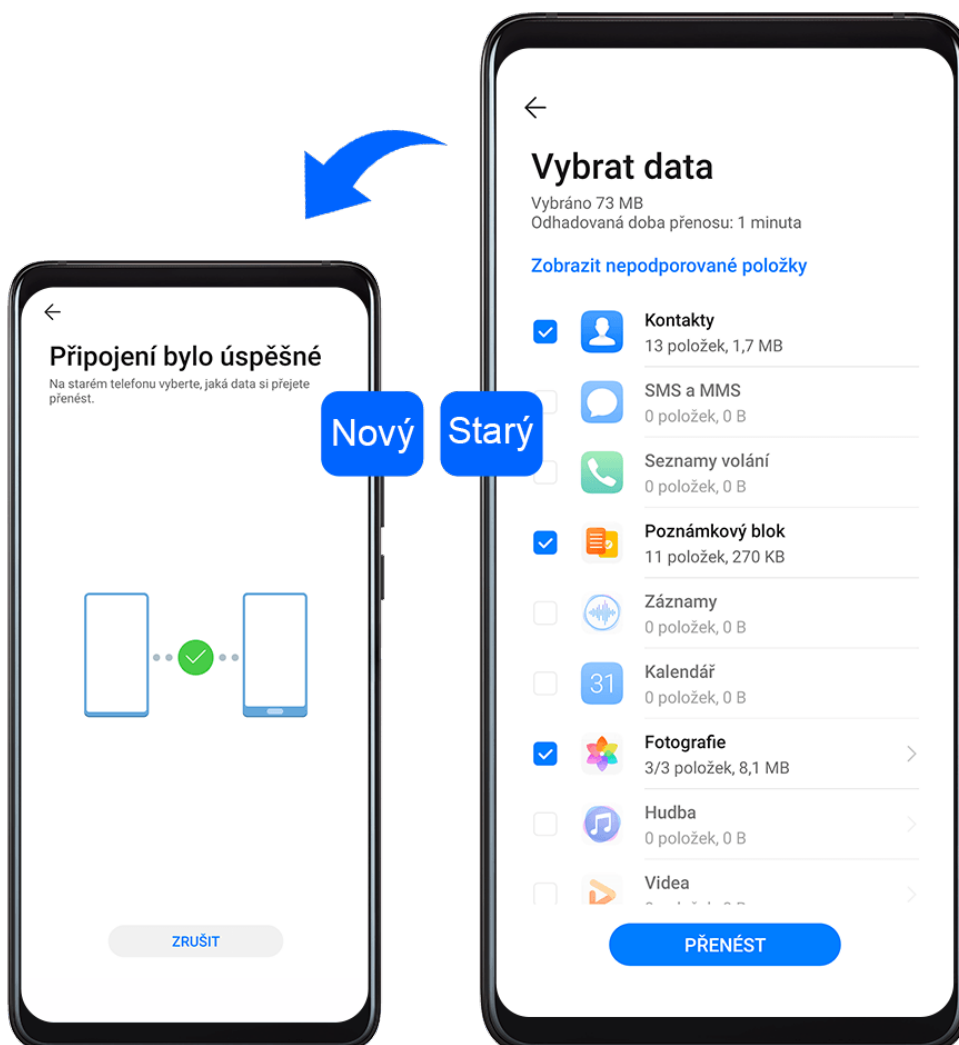 Připojení bylo úspěšné
Na starém telefonu vyberte, jaká data si přejete
přenést.
ZRUŠIT
Nový
Starý
Vybrat data
Vybráno 73 MB
Odhadovaná doba přenosu: 1 minuta
Zobrazit nepodporované položky
Kontakty
13 položek, 1,7 MB
SMS a MMS
0 položek, 0 B
Seznamy volání
0 položek, 0 B
Poznámkový blok
11 položek, 270 KB
Záznamy
0 položek, 0 B
31
Kalendář
0 položek, 0 B
Fotografie
3/3 položek, 8,1 MB
Hudba
0 položek, 0 B
Videa
PŘENÉST